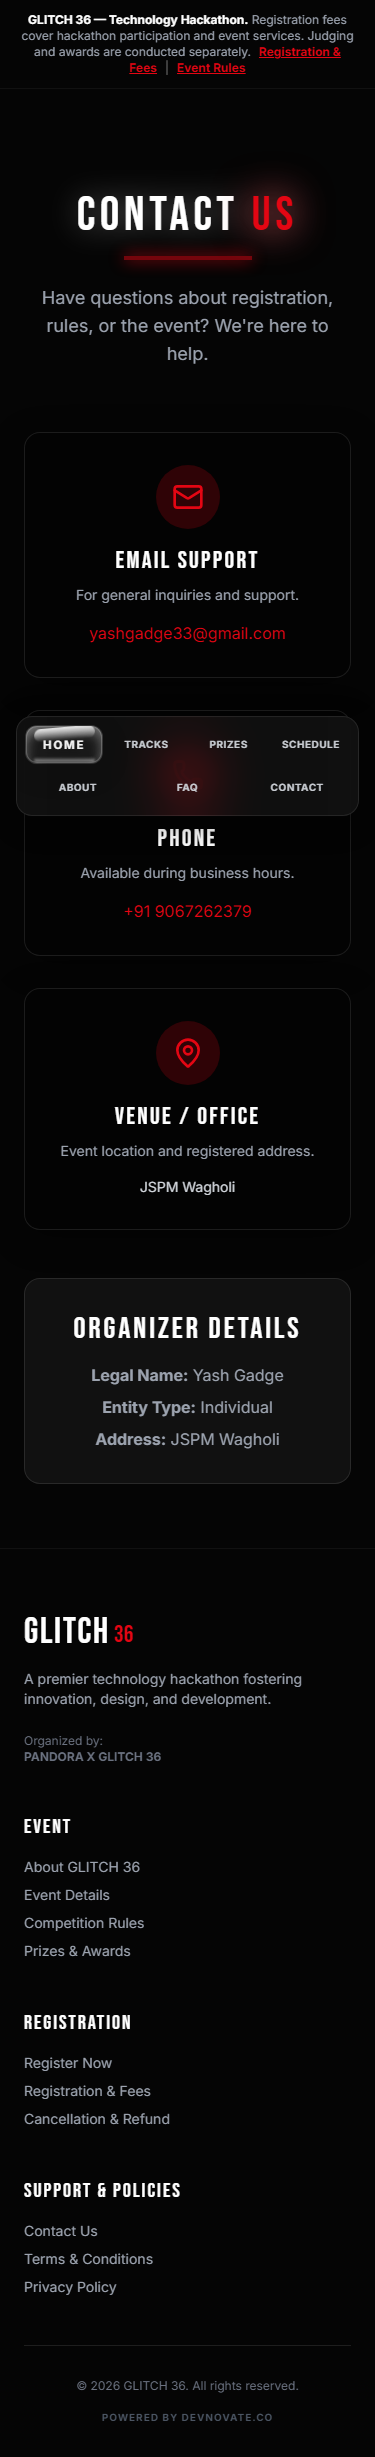 GLITCH 36 — Technology Hackathon. Registration fees
cover hackathon participation and event services. Judging
and awards are conducted separately. Registration &
Fees | Event Rules
CONTACT US
Have questions about registration,
rules, or the event? We're here to
help.
EMAIL SUPPORT
For general inquiries and support.
yashgadge33@gmail.com
HOME TRACKS PRIZES SCHEDULE
ABOUT FAQ CONTACT
PHONE
Available during business hours.
+91 9067262379
VENUE / OFFICE
Event location and registered address.
JSPM Wagholi
ORGANIZER DETAILS
Legal Name: Yash Gadge
Entity Type: Individual
Address: JSPM Wagholi
GLITCH 36
A premier technology hackathon fostering
innovation, design, and development.
Organized by:
PANDORA X GLITCH 36
EVENT
About GLITCH 36
Event Details
Competition Rules
Prizes & Awards
REGISTRATION
Register Now
Registration & Fees
Cancellation & Refund
SUPPORT & POLICIES
Contact Us
Terms & Conditions
Privacy Policy
© 2026 GLITCH 36. All rights reserved.
POWERED BY DEVNOVATE.CO